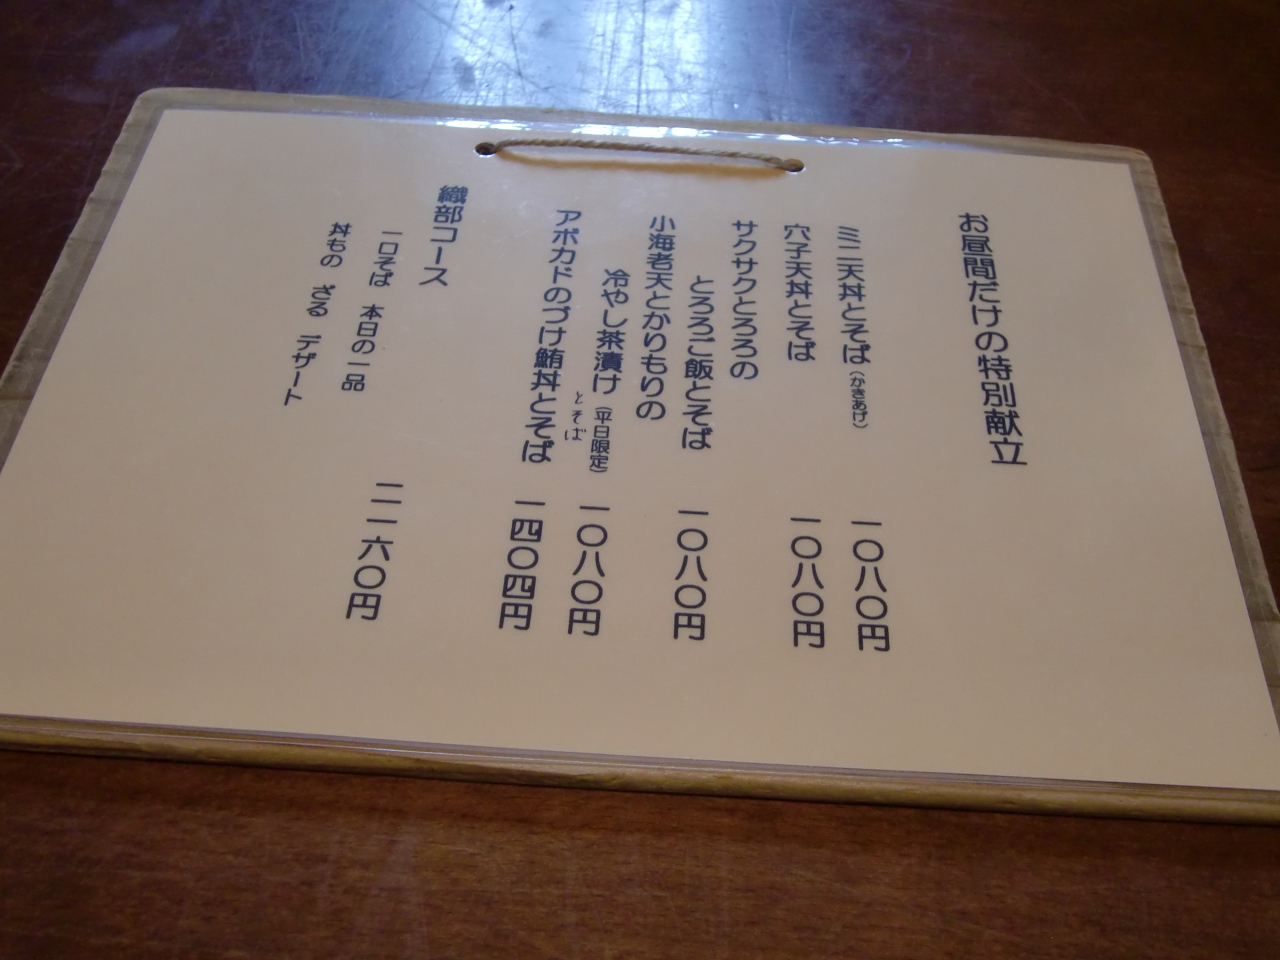 お昼間だけの特別献立
ミニ天丼とそば（かきあげ） 一〇八〇円
穴子天丼とそば 一〇八〇円
サクサクとろろの
とろろご飯とそば 一〇八〇円
小海老天とかりもりの
冷やし茶漬け（平日限定） 一〇八〇円
とそば
アボカドのづけ鮪丼とそば 一四〇四円
織部コース
一口そば 本日の一品 二一六〇円
丼もの ざる デザート